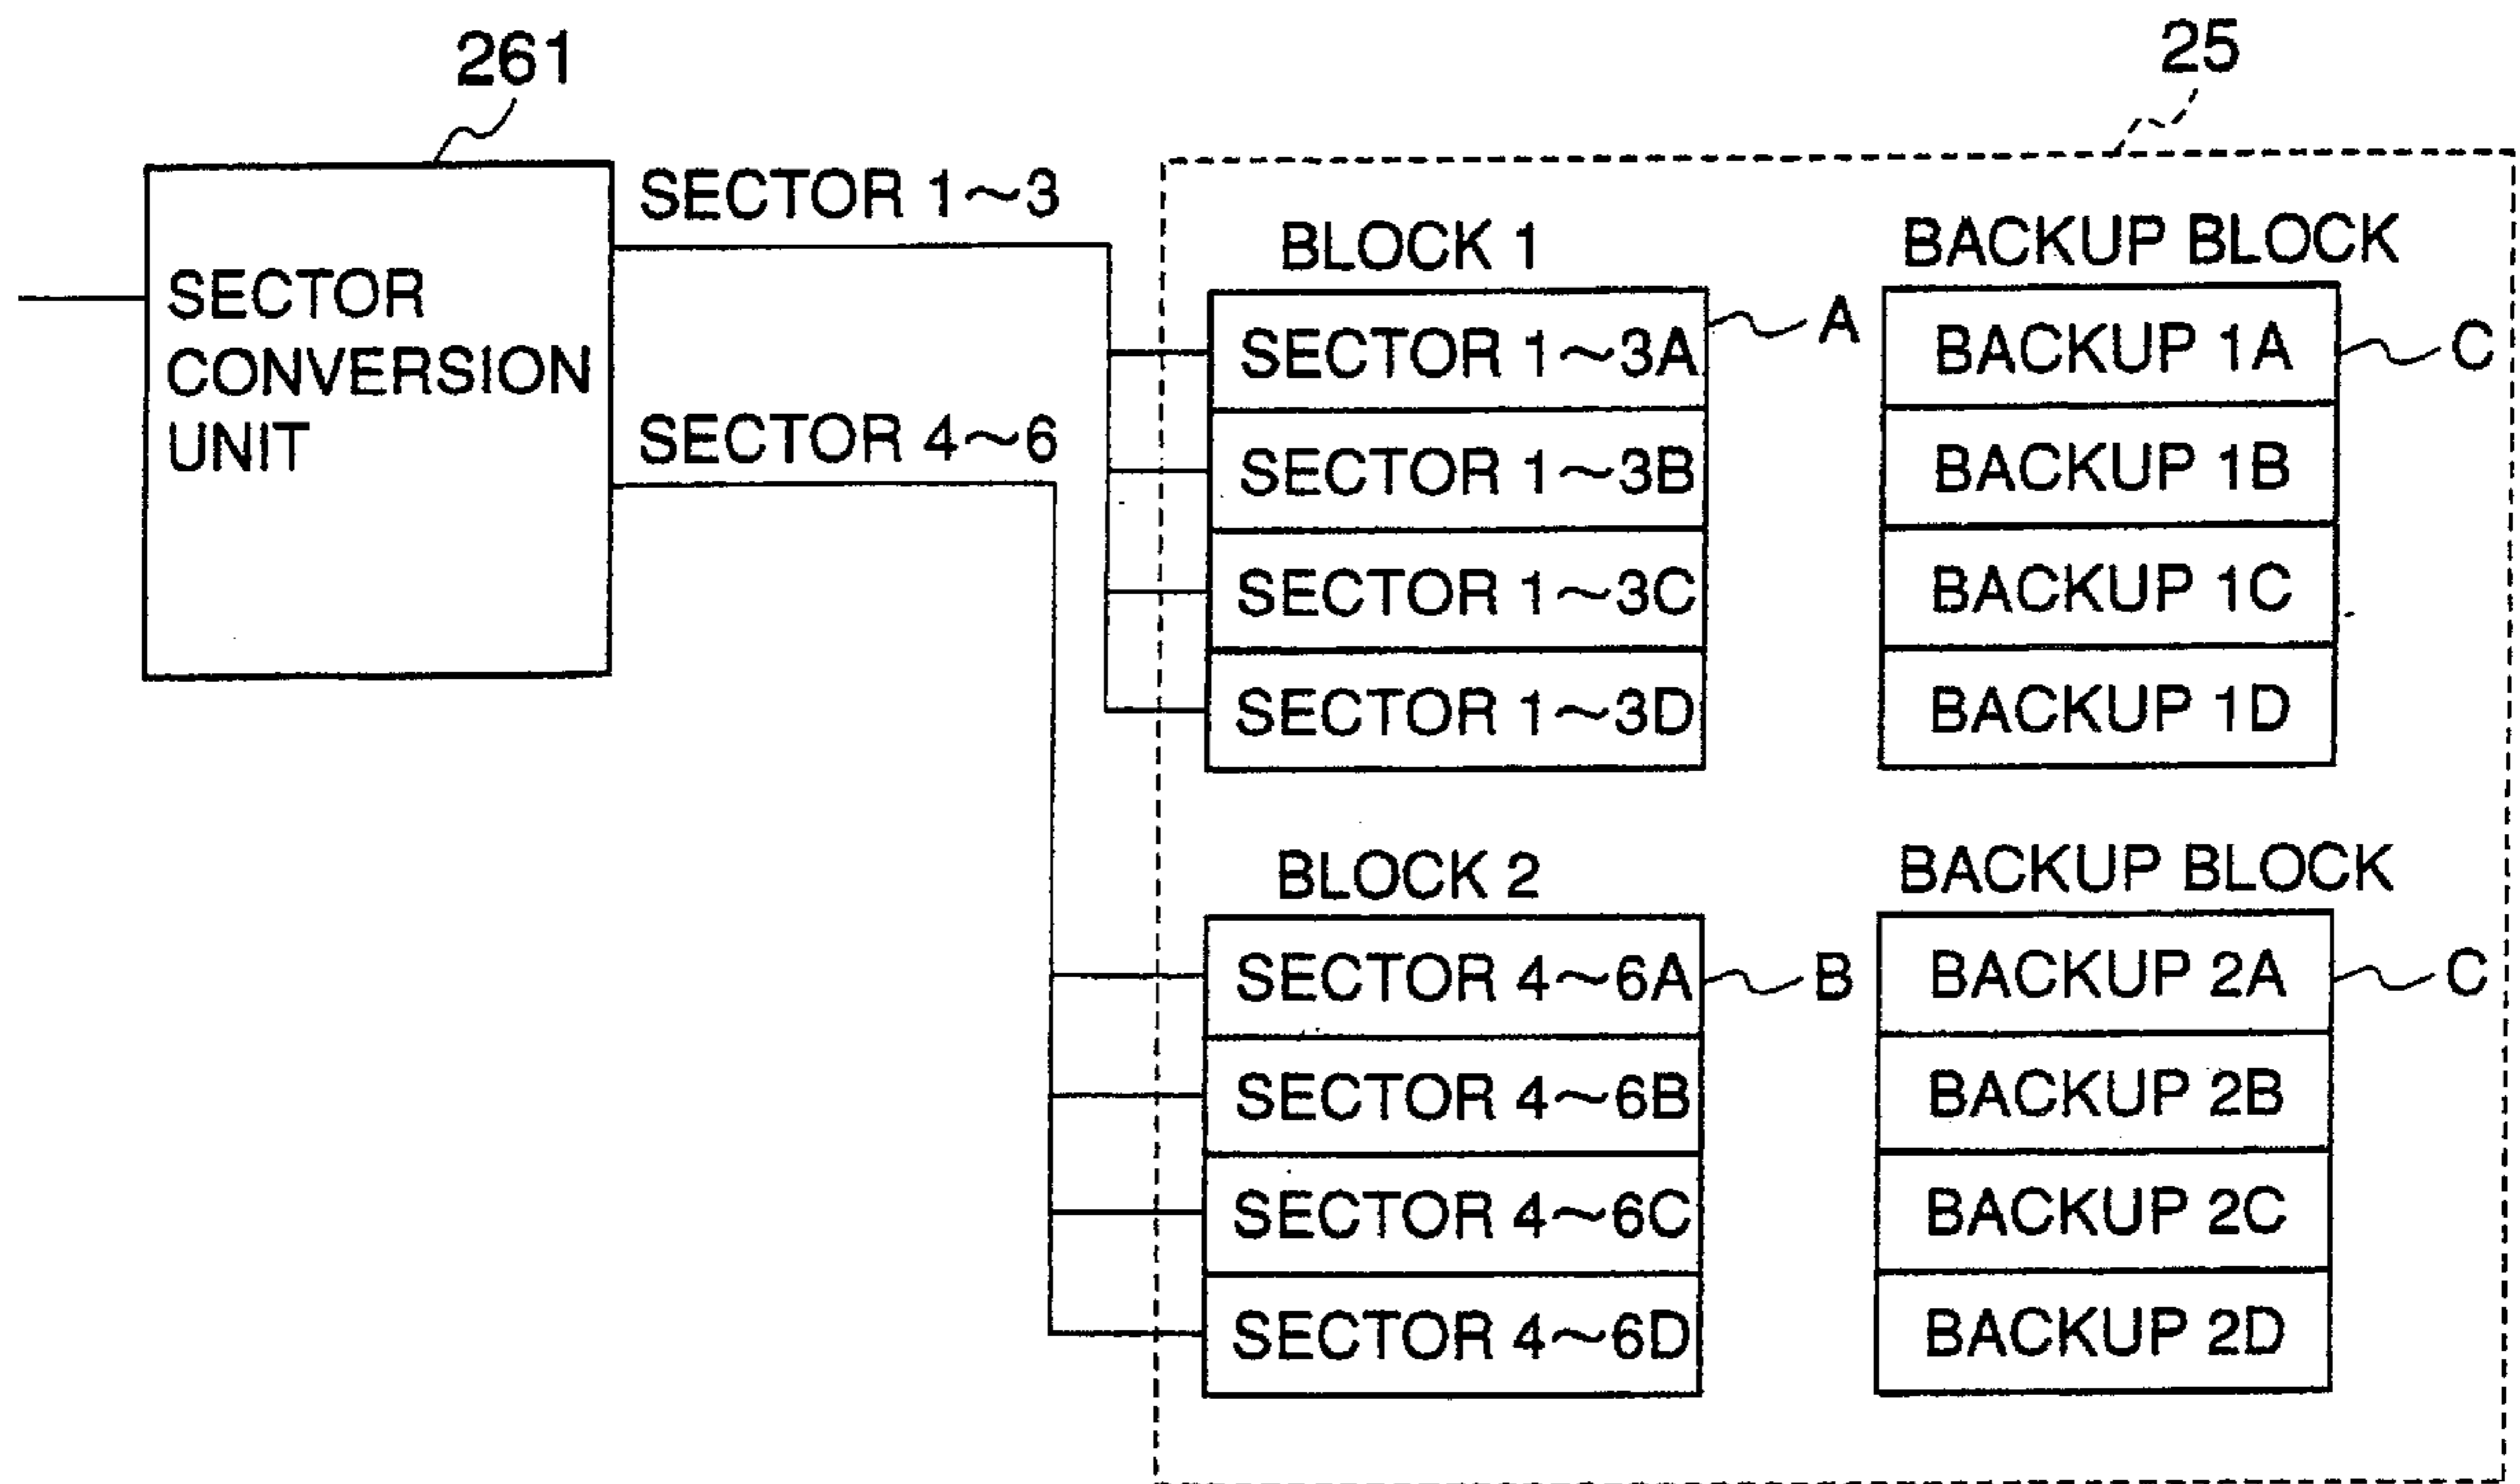 261
25
SECTOR
CONVERSION
UNIT
SECTOR 1~3
SECTOR 4~6
BLOCK 1
SECTOR 1~3A
SECTOR 1~3B
SECTOR 1~3C
SECTOR 1~3D
A
BACKUP BLOCK
BACKUP 1A
BACKUP 1B
BACKUP 1C
BACKUP 1D
C
BLOCK 2
SECTOR 4~6A
SECTOR 4~6B
SECTOR 4~6C
SECTOR 4~6D
B
BACKUP BLOCK
BACKUP 2A
BACKUP 2B
BACKUP 2C
BACKUP 2D
C